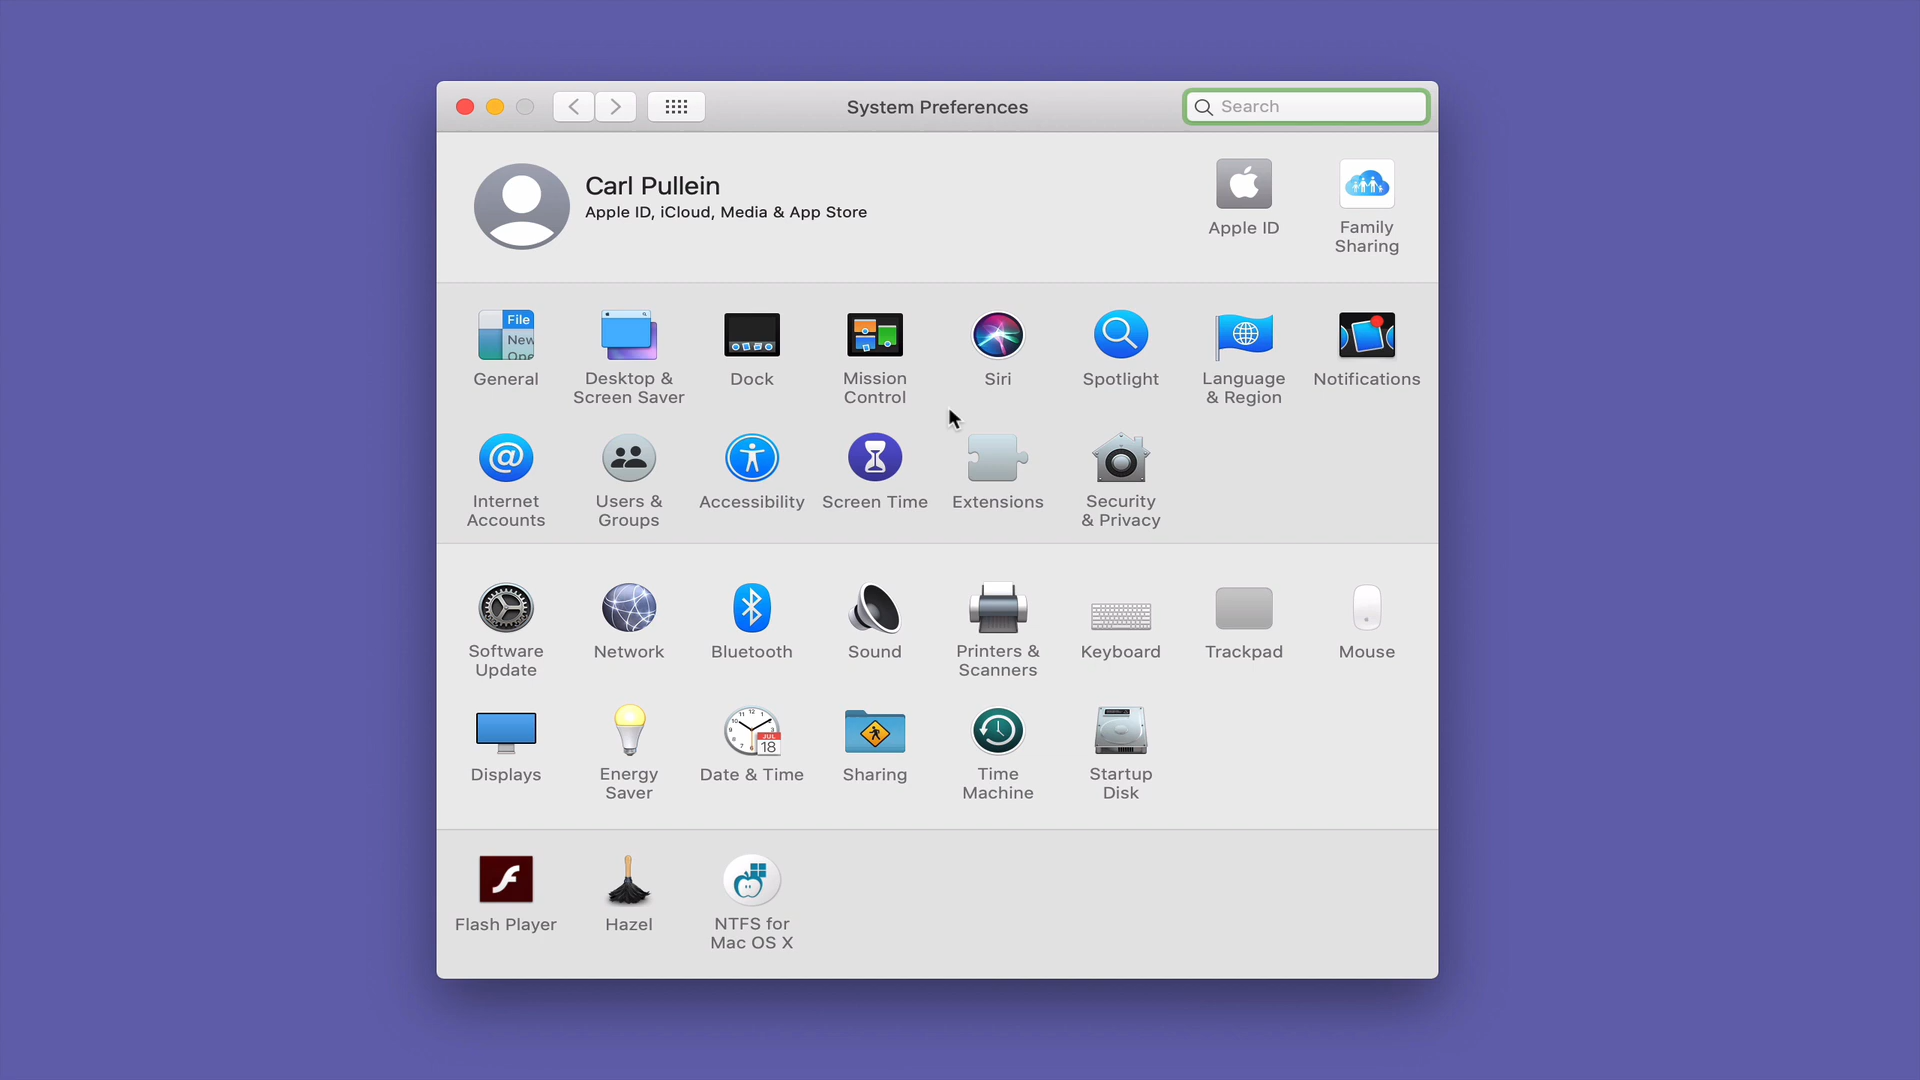 System Preferences
Search
Carl Pullein
Apple ID, iCloud, Media & App Store
Apple ID
Family
Sharing
File
New
Ope
General
Desktop &
Screen Saver
Dock
Mission
Control
Siri
Spotlight
Language
& Region
Notifications
@
Internet
Accounts
Users &
Groups
Accessibility
Screen Time
Extensions
Security
& Privacy
Software
Update
Network
Bluetooth
Sound
Printers &
Scanners
Keyboard
Trackpad
Mouse
Displays
Energy
Saver
JUL
18
Date & Time
Sharing
Time
Machine
Startup
Disk
Flash Player
Hazel
NTFS for
Mac OS X